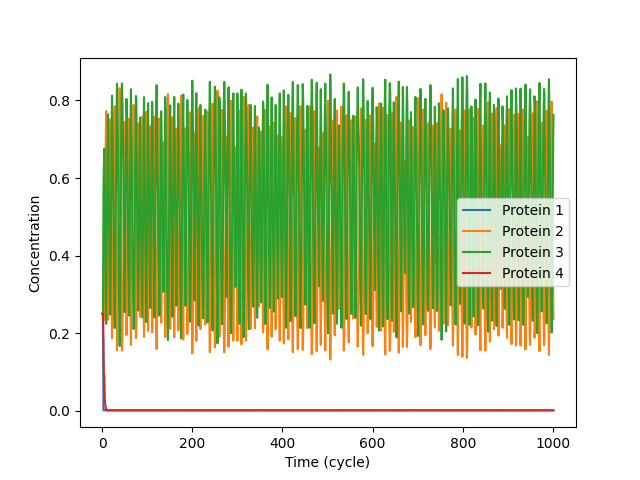 0.8
0.6
0.4
0.2
0.0
Concentration
Protein 1
Protein 2
Protein 3
Protein 4
0 200 400 600 800 1000
Time (cycle)